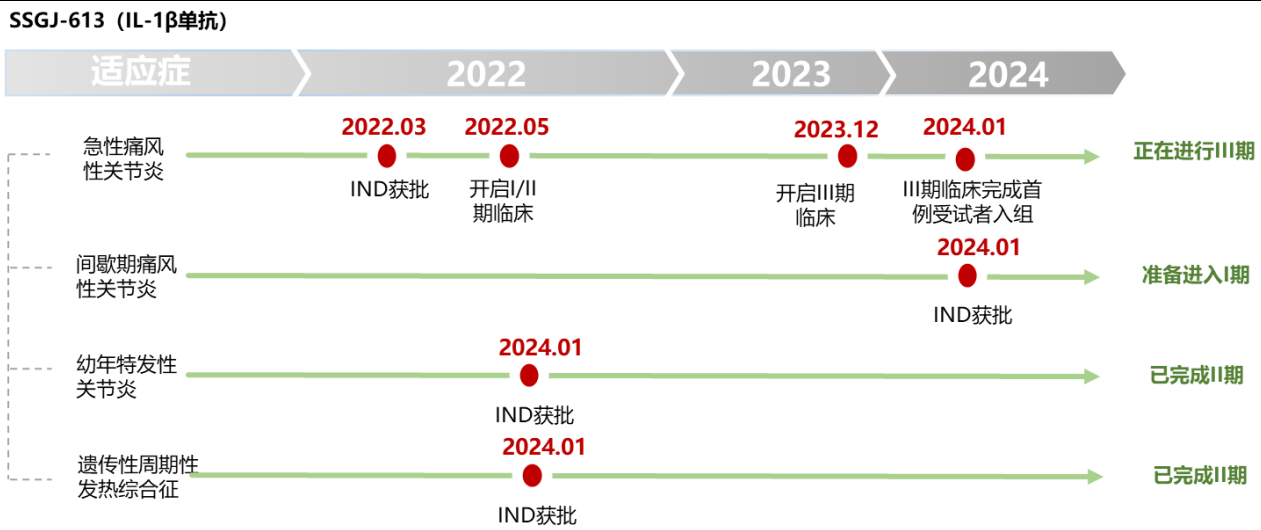 SSGJ-613（IL-1β单抗）
适应症
2022
2023
2024
急性痛风
性关节炎
2022.03
IND获批
2022.05
开启I/II
期临床
2023.12
开启III期
临床
2024.01
III期临床完成首
例受试者入组
正在进行III期
间歇期痛风
性关节炎
2024.01
IND获批
准备进入I期
幼年特发性
关节炎
2024.01
IND获批
已完成II期
遗传性周期性
发热综合征
2024.01
IND获批
已完成II期